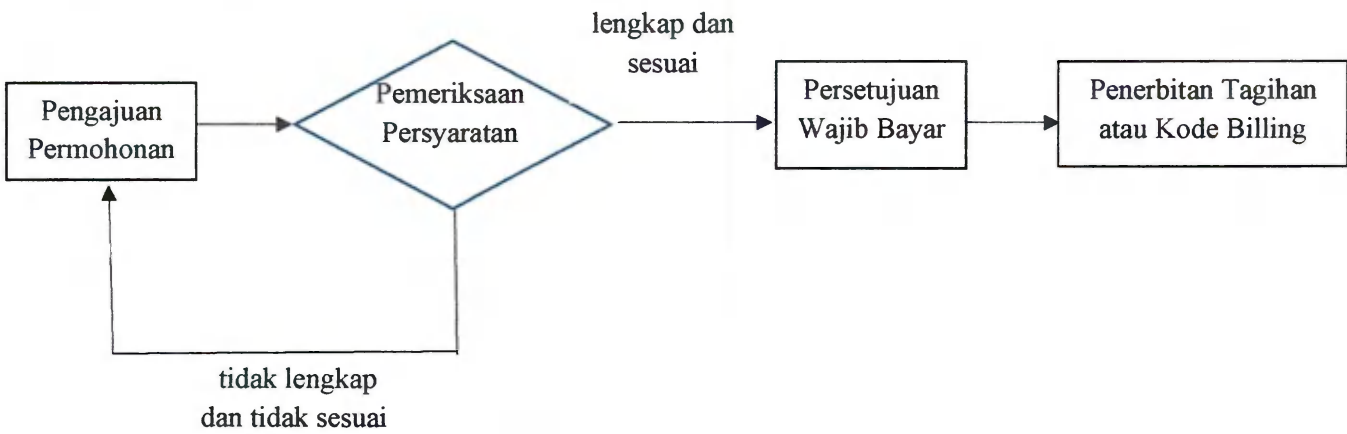 Pengajuan
Permohonan
Pemeriksaan
Persyaratan
lengkap dan
sesuai
Persetujuan
Wajib Bayar
Penerbitan Tagihan
atau Kode Billing
tidak lengkap
dan tidak sesuai